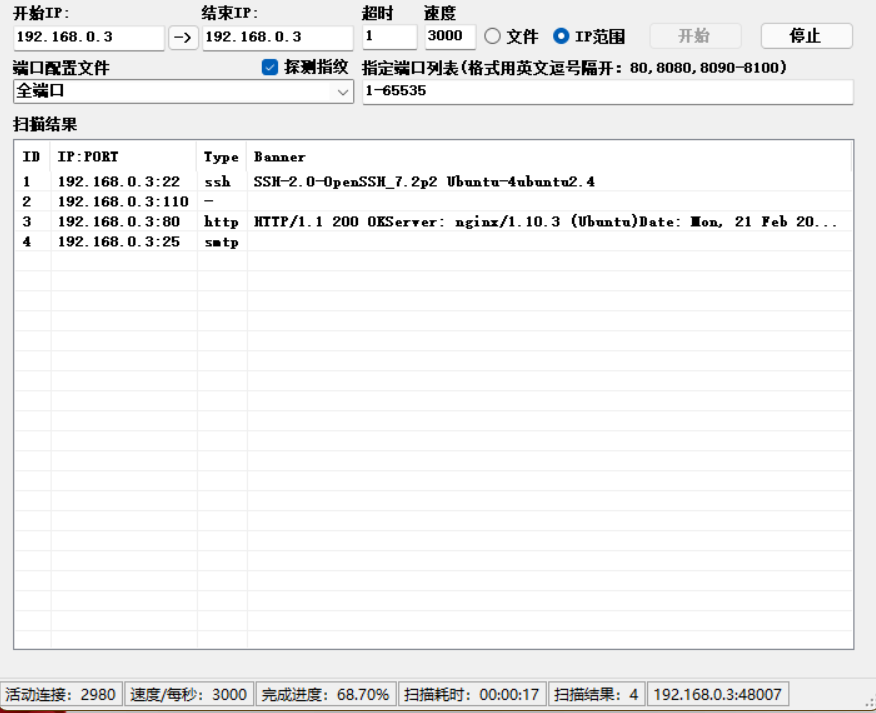 开始IP: 结束IP: 超时 速度
192.168.0.3 -> 192.168.0.3 1 3000 文件 IP范围 开始 停止
端口配置文件 探测指纹 指定端口列表(格式用英文逗号隔开: 80,8080,8090-8100)
全端口 1-65535
扫描结果
ID IP:PORT Type Banner
1 192.168.0.3:22 ssh SSH-2.0-OpenSSH_7.2p2 Ubuntu-4ubuntu2.4
2 192.168.0.3:110 -
3 192.168.0.3:80 http HTTP/1.1 200 OKServer: nginx/1.10.3 (Ubuntu)Date: Mon, 21 Feb 20...
4 192.168.0.3:25 smtp
活动连接: 2980 速度/每秒: 3000 完成进度: 68.70% 扫描耗时: 00:00:17 扫描结果: 4 192.168.0.3:48007